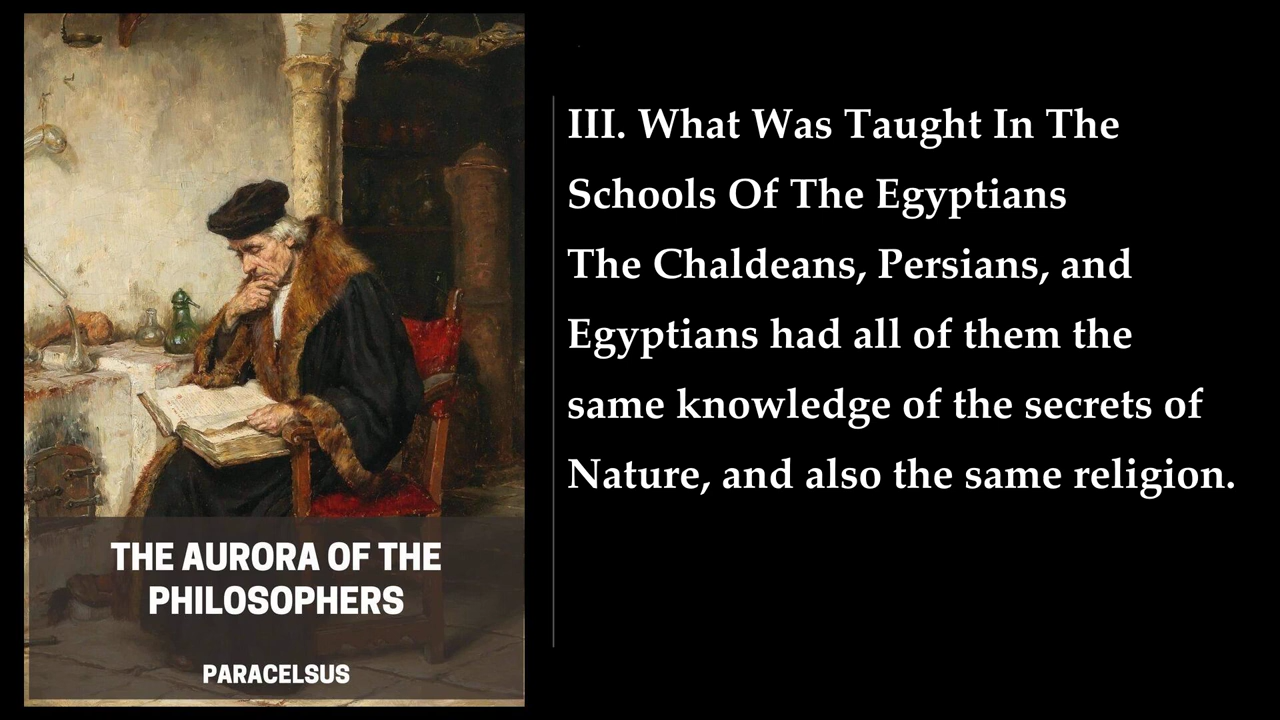 THE AURORA OF THE
PHILOSOPHERS
PARACELSUS
III. What Was Taught In The
Schools Of The Egyptians
The Chaldeans, Persians, and
Egyptians had all of them the
same knowledge of the secrets of
Nature, and also the same religion.